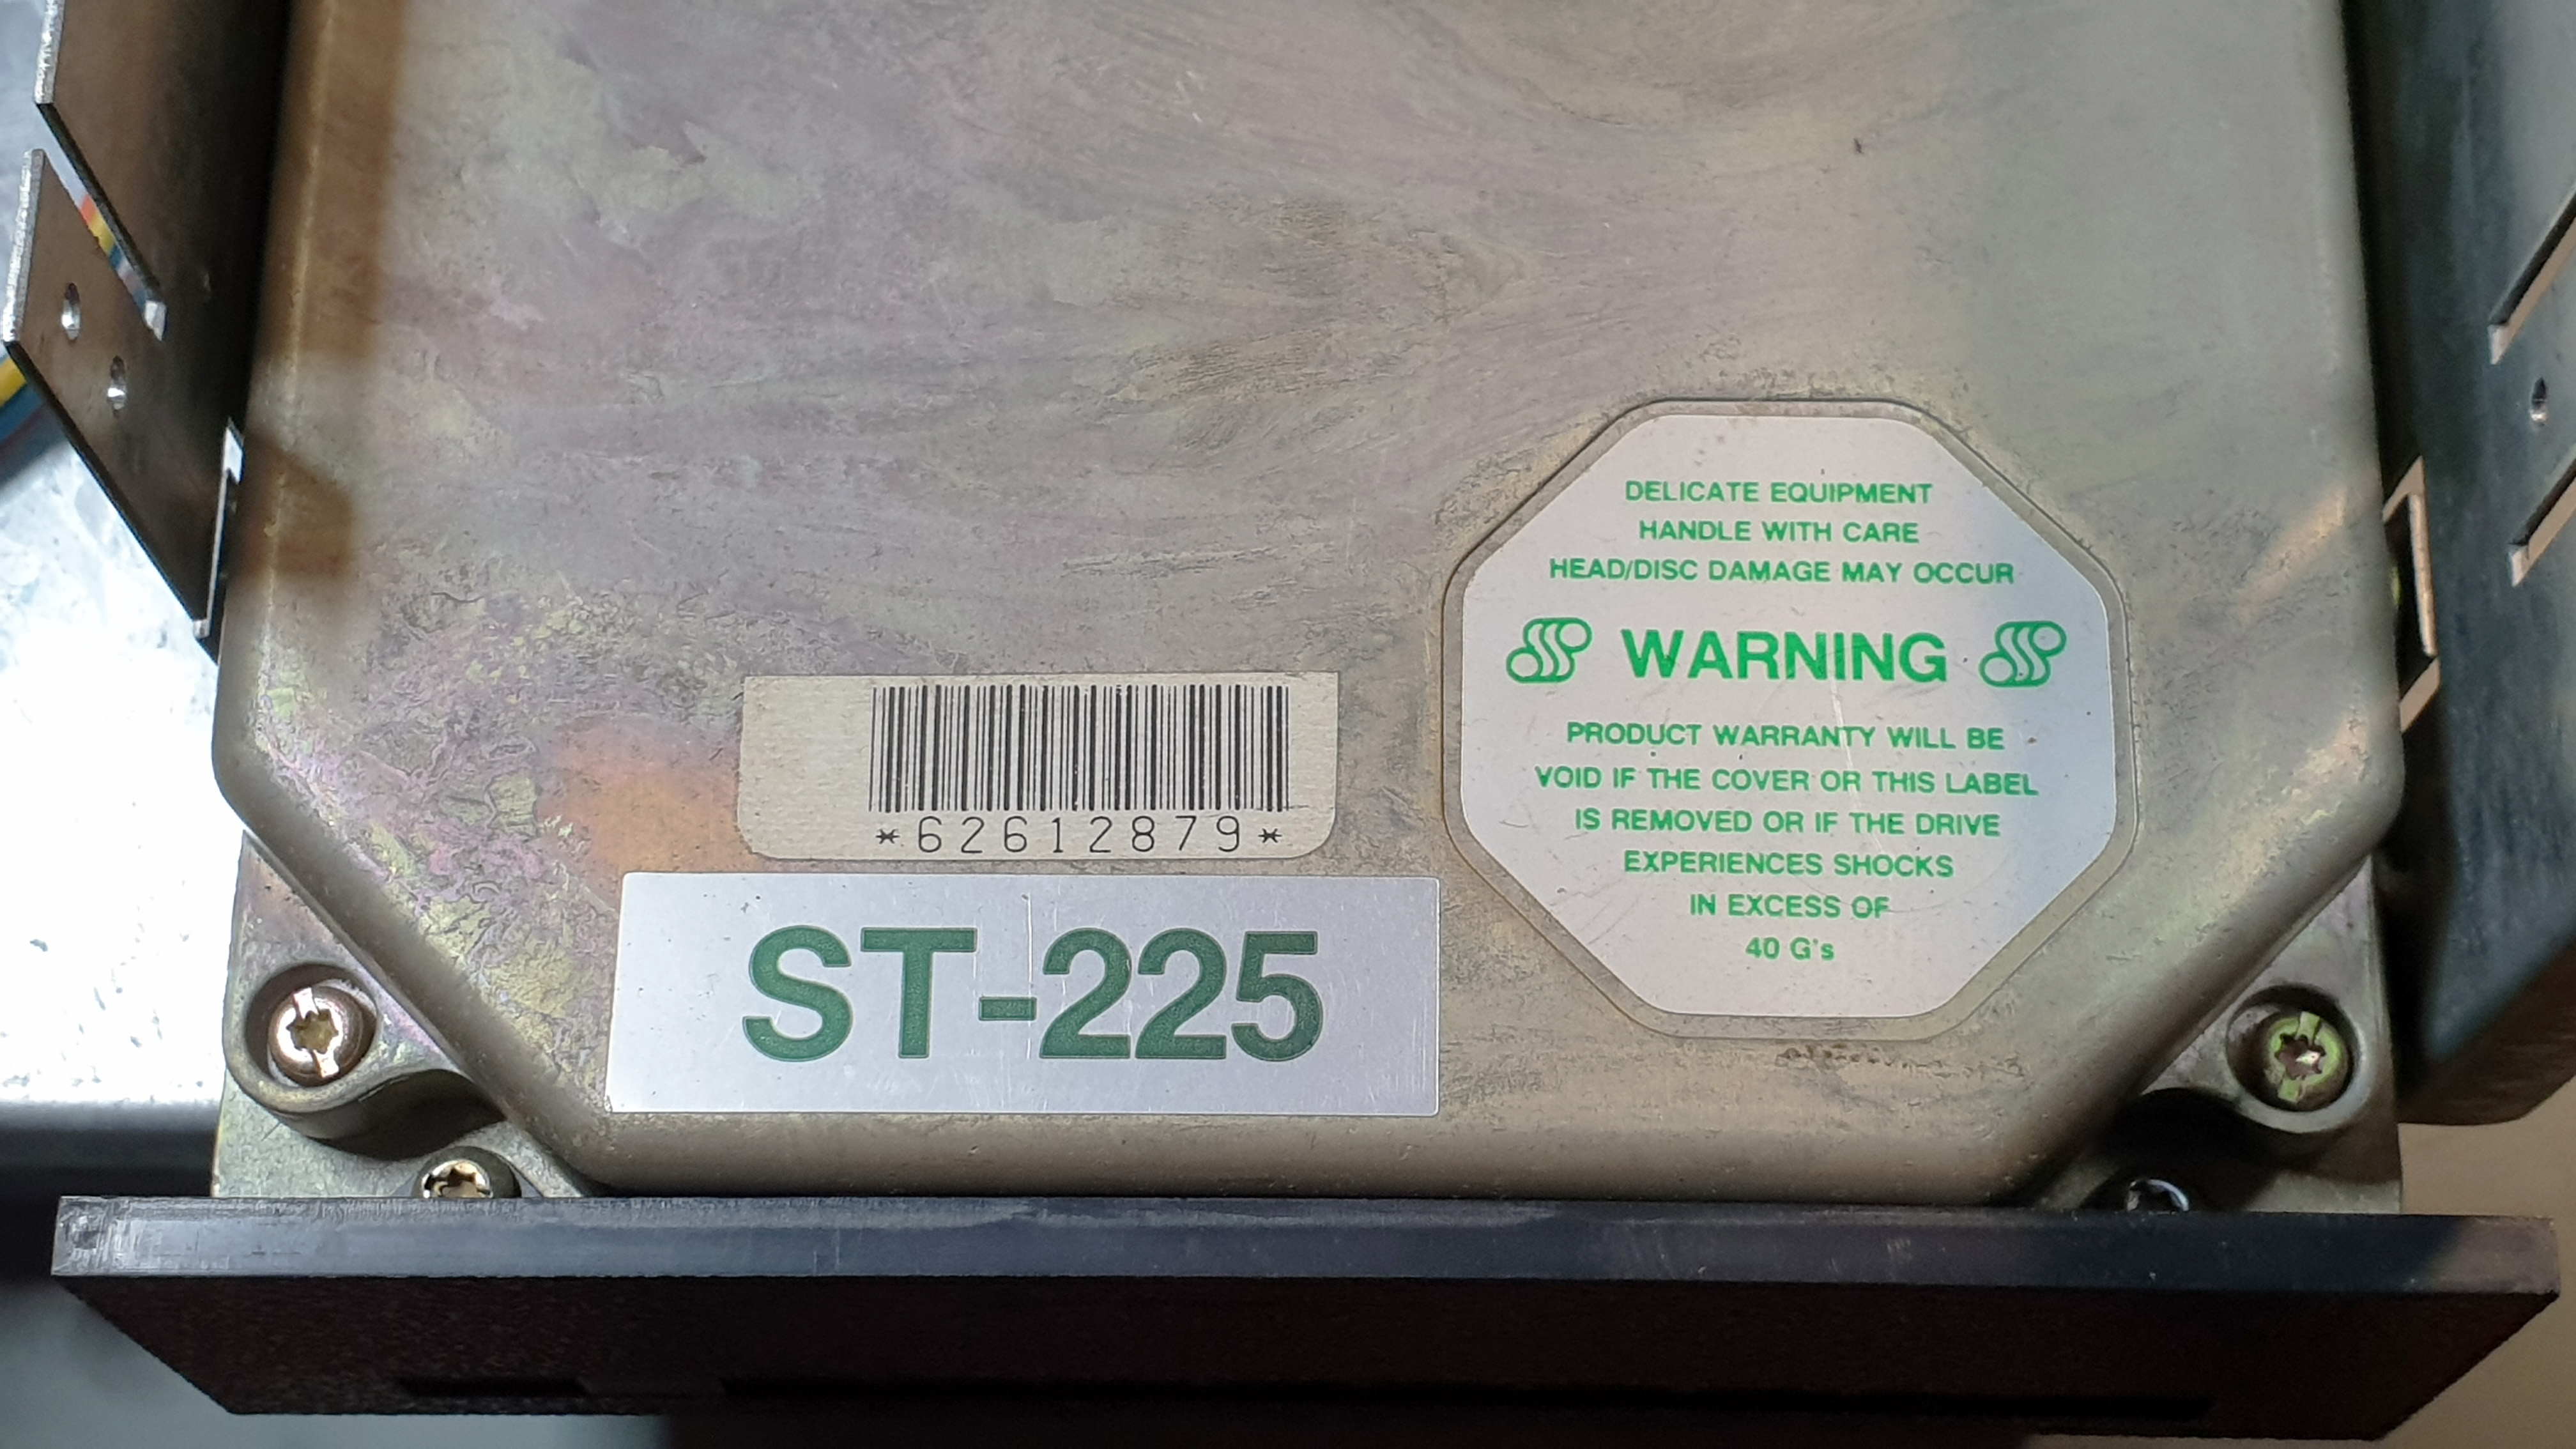 DELICATE EQUIPMENT
HANDLE WITH CARE
HEAD/DISC DAMAGE MAY OCCUR
WARNING
PRODUCT WARRANTY WILL BE
VOID IF THE COVER OR THIS LABEL
IS REMOVED OR IF THE DRIVE
EXPERIENCES SHOCKS
IN EXCESS OF
40 G's
*62612879*
ST-225